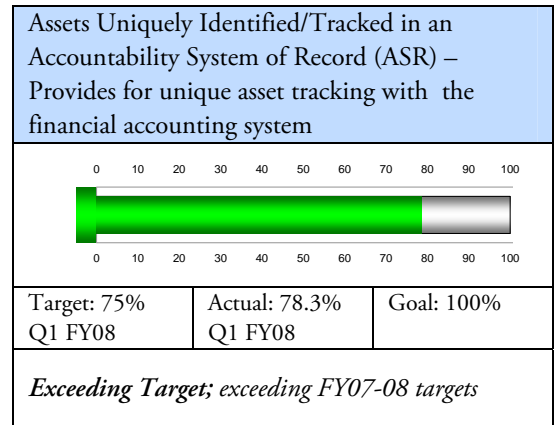 Assets Uniquely Identified/Tracked in an
Accountability System of Record (ASR) –
Provides for unique asset tracking with the
financial accounting system
0 10 20 30 40 50 60 70 80 90 100
0 10 20 30 40 50 60 70 80 90 100
Target: 75%
Q1 FY08
Actual: 78.3%
Q1 FY08
Goal: 100%
Exceeding Target; exceeding FY07-08 targets